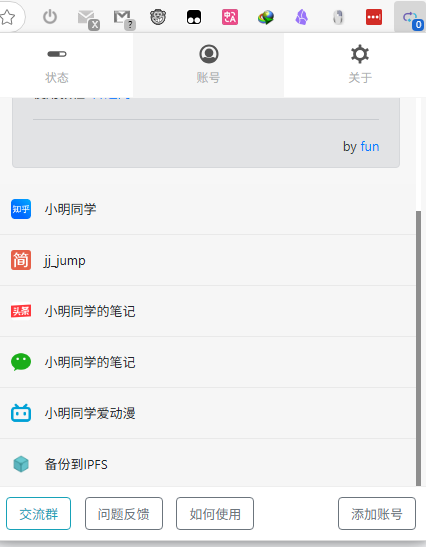 X
?
中
A
0
状态
账号
关于
by fun
知乎 小明同学
简 jj_jump
头条 小明同学的笔记
小明同学的笔记
小明同学爱动漫
备份到IPFS
交流群 问题反馈 如何使用 添加账号